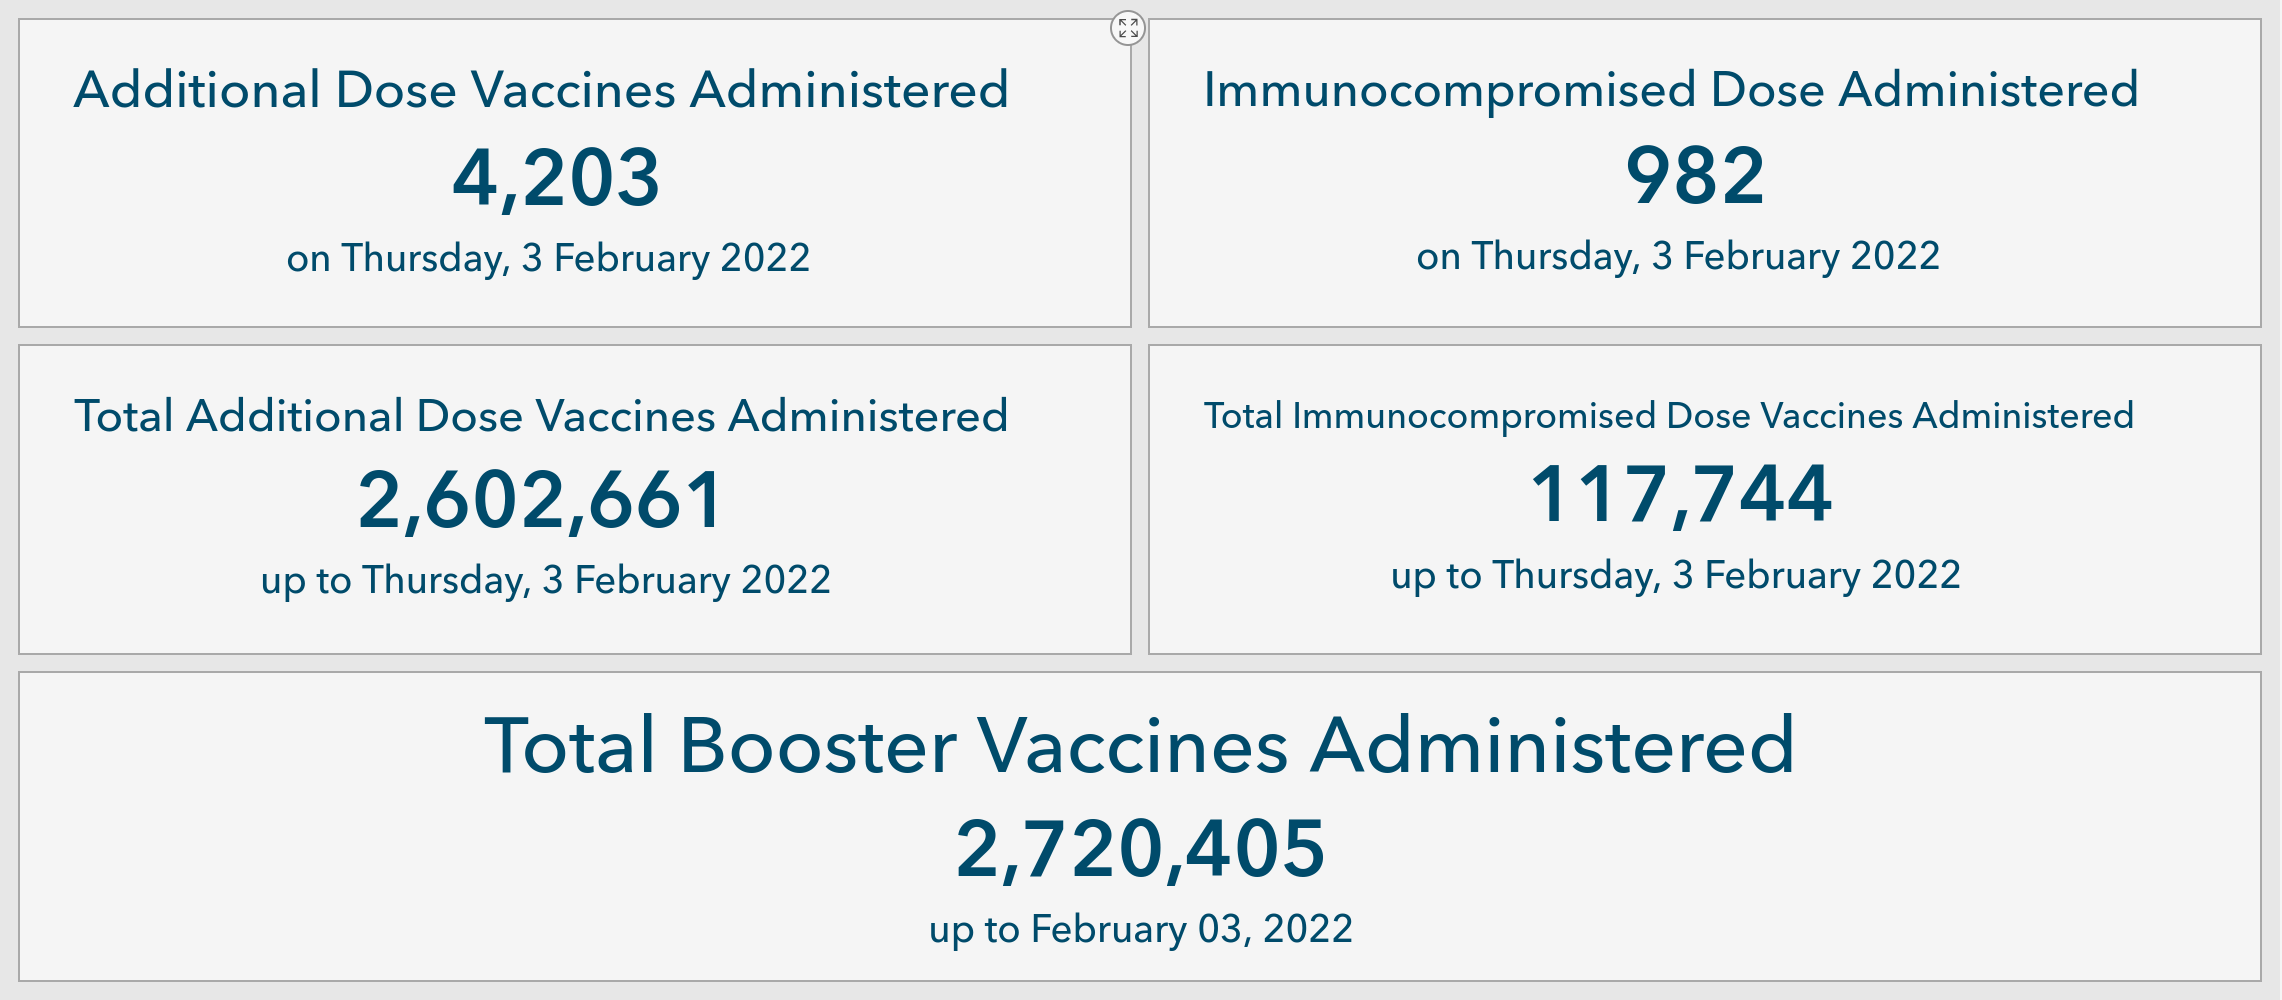 Additional Dose Vaccines Administered
4,203
on Thursday, 3 February 2022
Immunocompromised Dose Administered
982
on Thursday, 3 February 2022
Total Additional Dose Vaccines Administered
2,602,661
up to Thursday, 3 February 2022
Total Immunocompromised Dose Vaccines Administered
117,744
up to Thursday, 3 February 2022
Total Booster Vaccines Administered
2,720,405
up to February 03, 2022